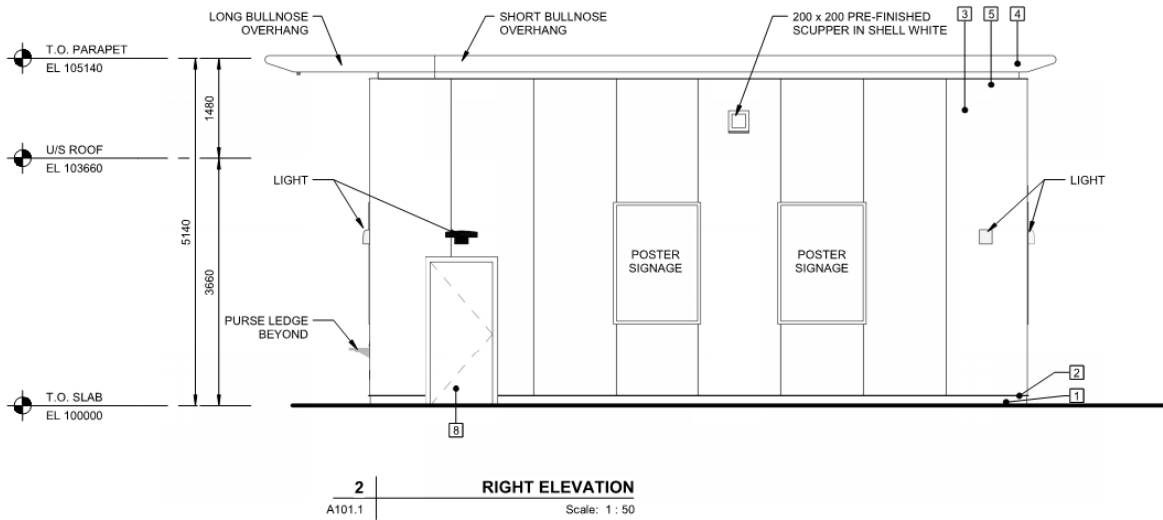 LONG BULLNOSE
OVERHANG
SHORT BULLNOSE
OVERHANG
200 x 200 PRE-FINISHED
SCUPPER IN SHELL WHITE
3
5
4
T.O. PARAPET
EL 105140
1480
U/S ROOF
EL 103660
LIGHT
LIGHT
5140
3660
POSTER
SIGNAGE
POSTER
SIGNAGE
PURSE LEDGE
BEYOND
2
1
T.O. SLAB
EL 100000
8
2
RIGHT ELEVATION
A101.1
Scale: 1 : 50